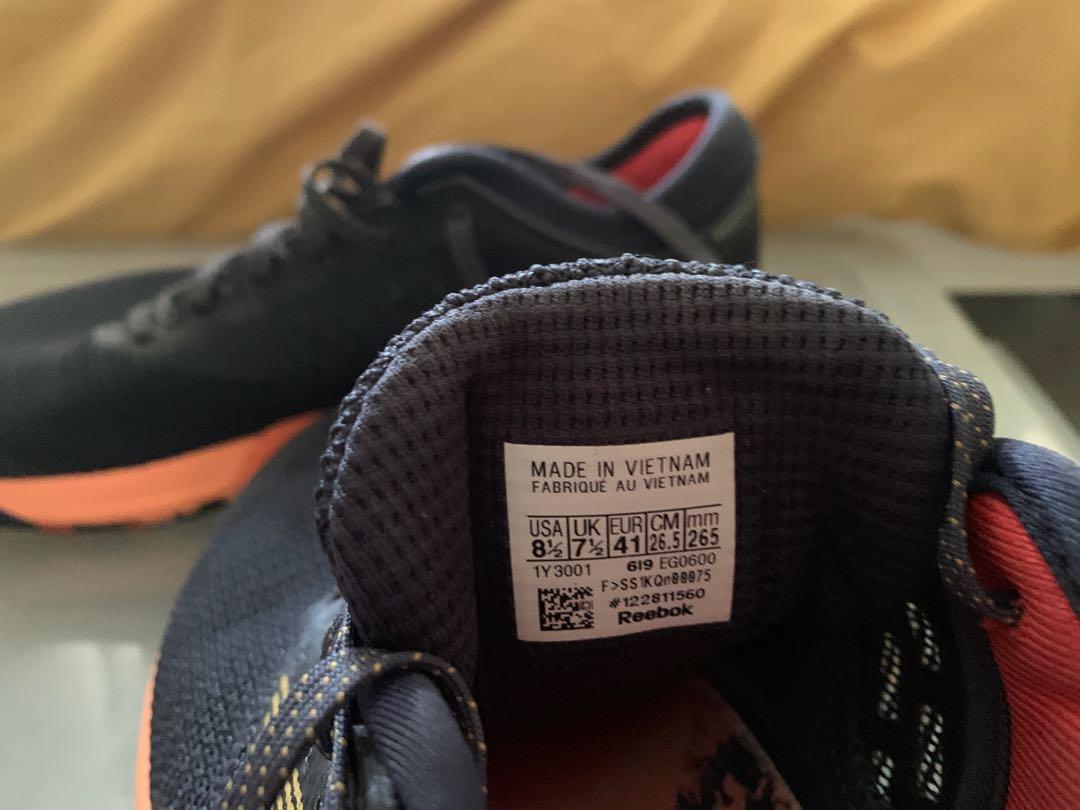 MADE IN VIETNAM
FABRIQUÉ AU VIETNAM
USA UK EUR CM mm
8½ 7½ 41 26.5 265
1Y3001 619 EG0600
F>SS1KQn00075
#122811560
Reebok